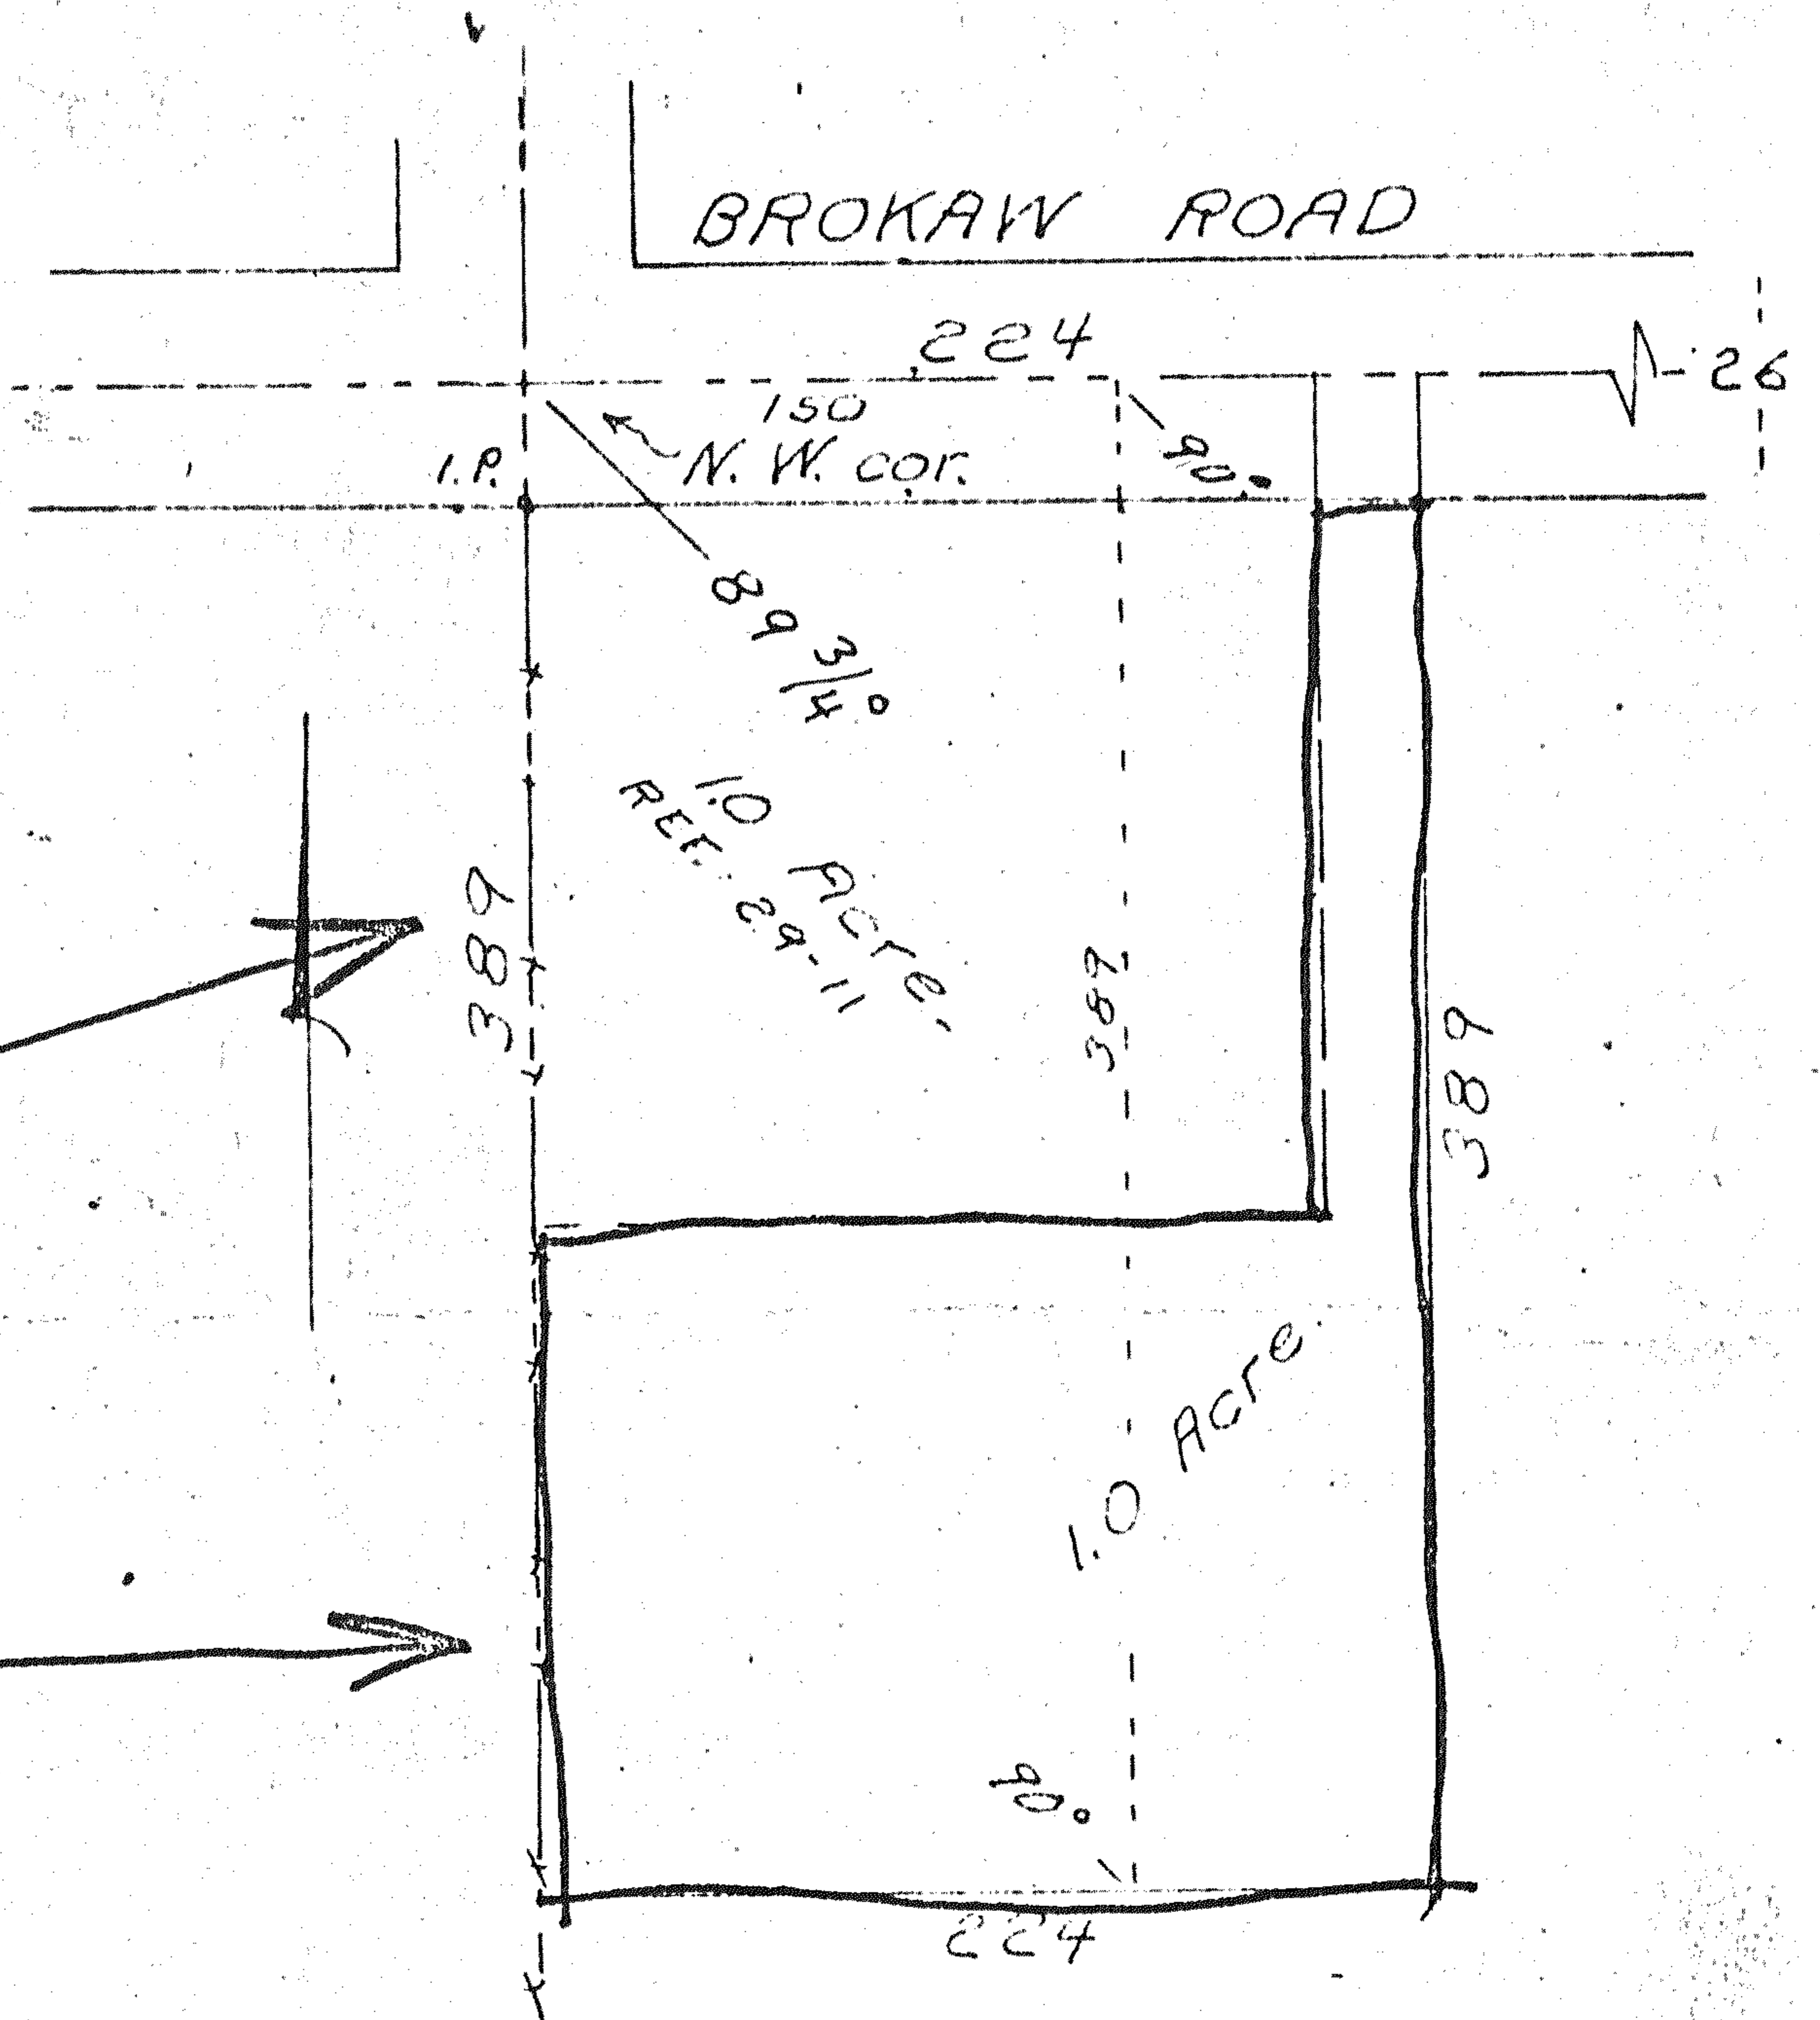 BROKAW ROAD
224
26
150
I.P.
N. W. cor.
90°
89 3/4°
1.0 Acre.
REF. 29-11
389
389
389
1.0 Acre.
90°
224